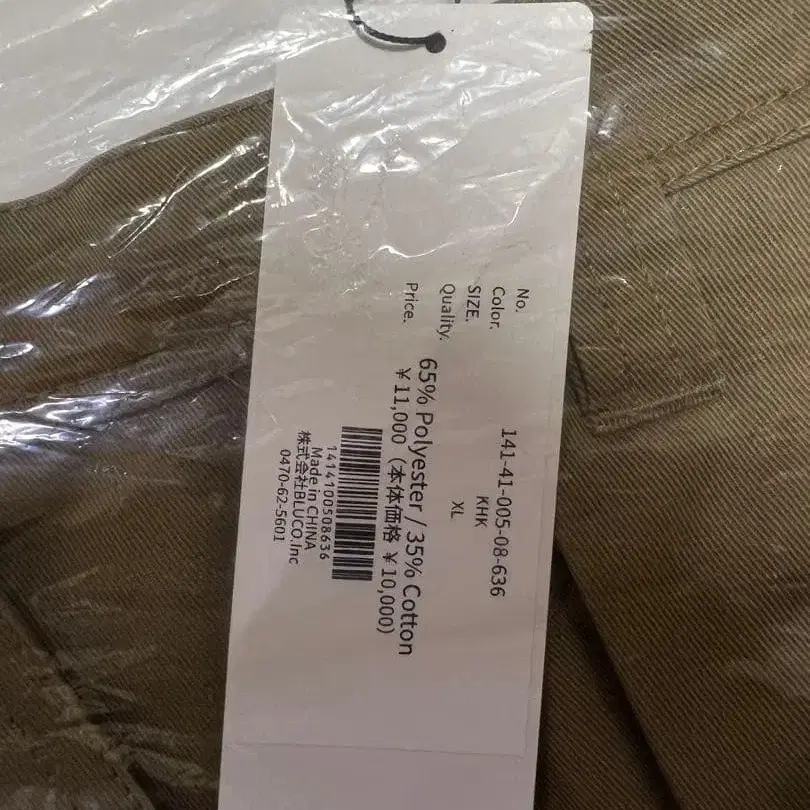 No. 141-41-005-08-636
Color. KHK
SIZE. XL
Quality. 65% Polyester / 35% Cotton
Price. ¥11,000 (本体価格 ¥10,000)
1414100508636
Made in CHINA
株式会社BLUCO.Inc
0470-62-5601